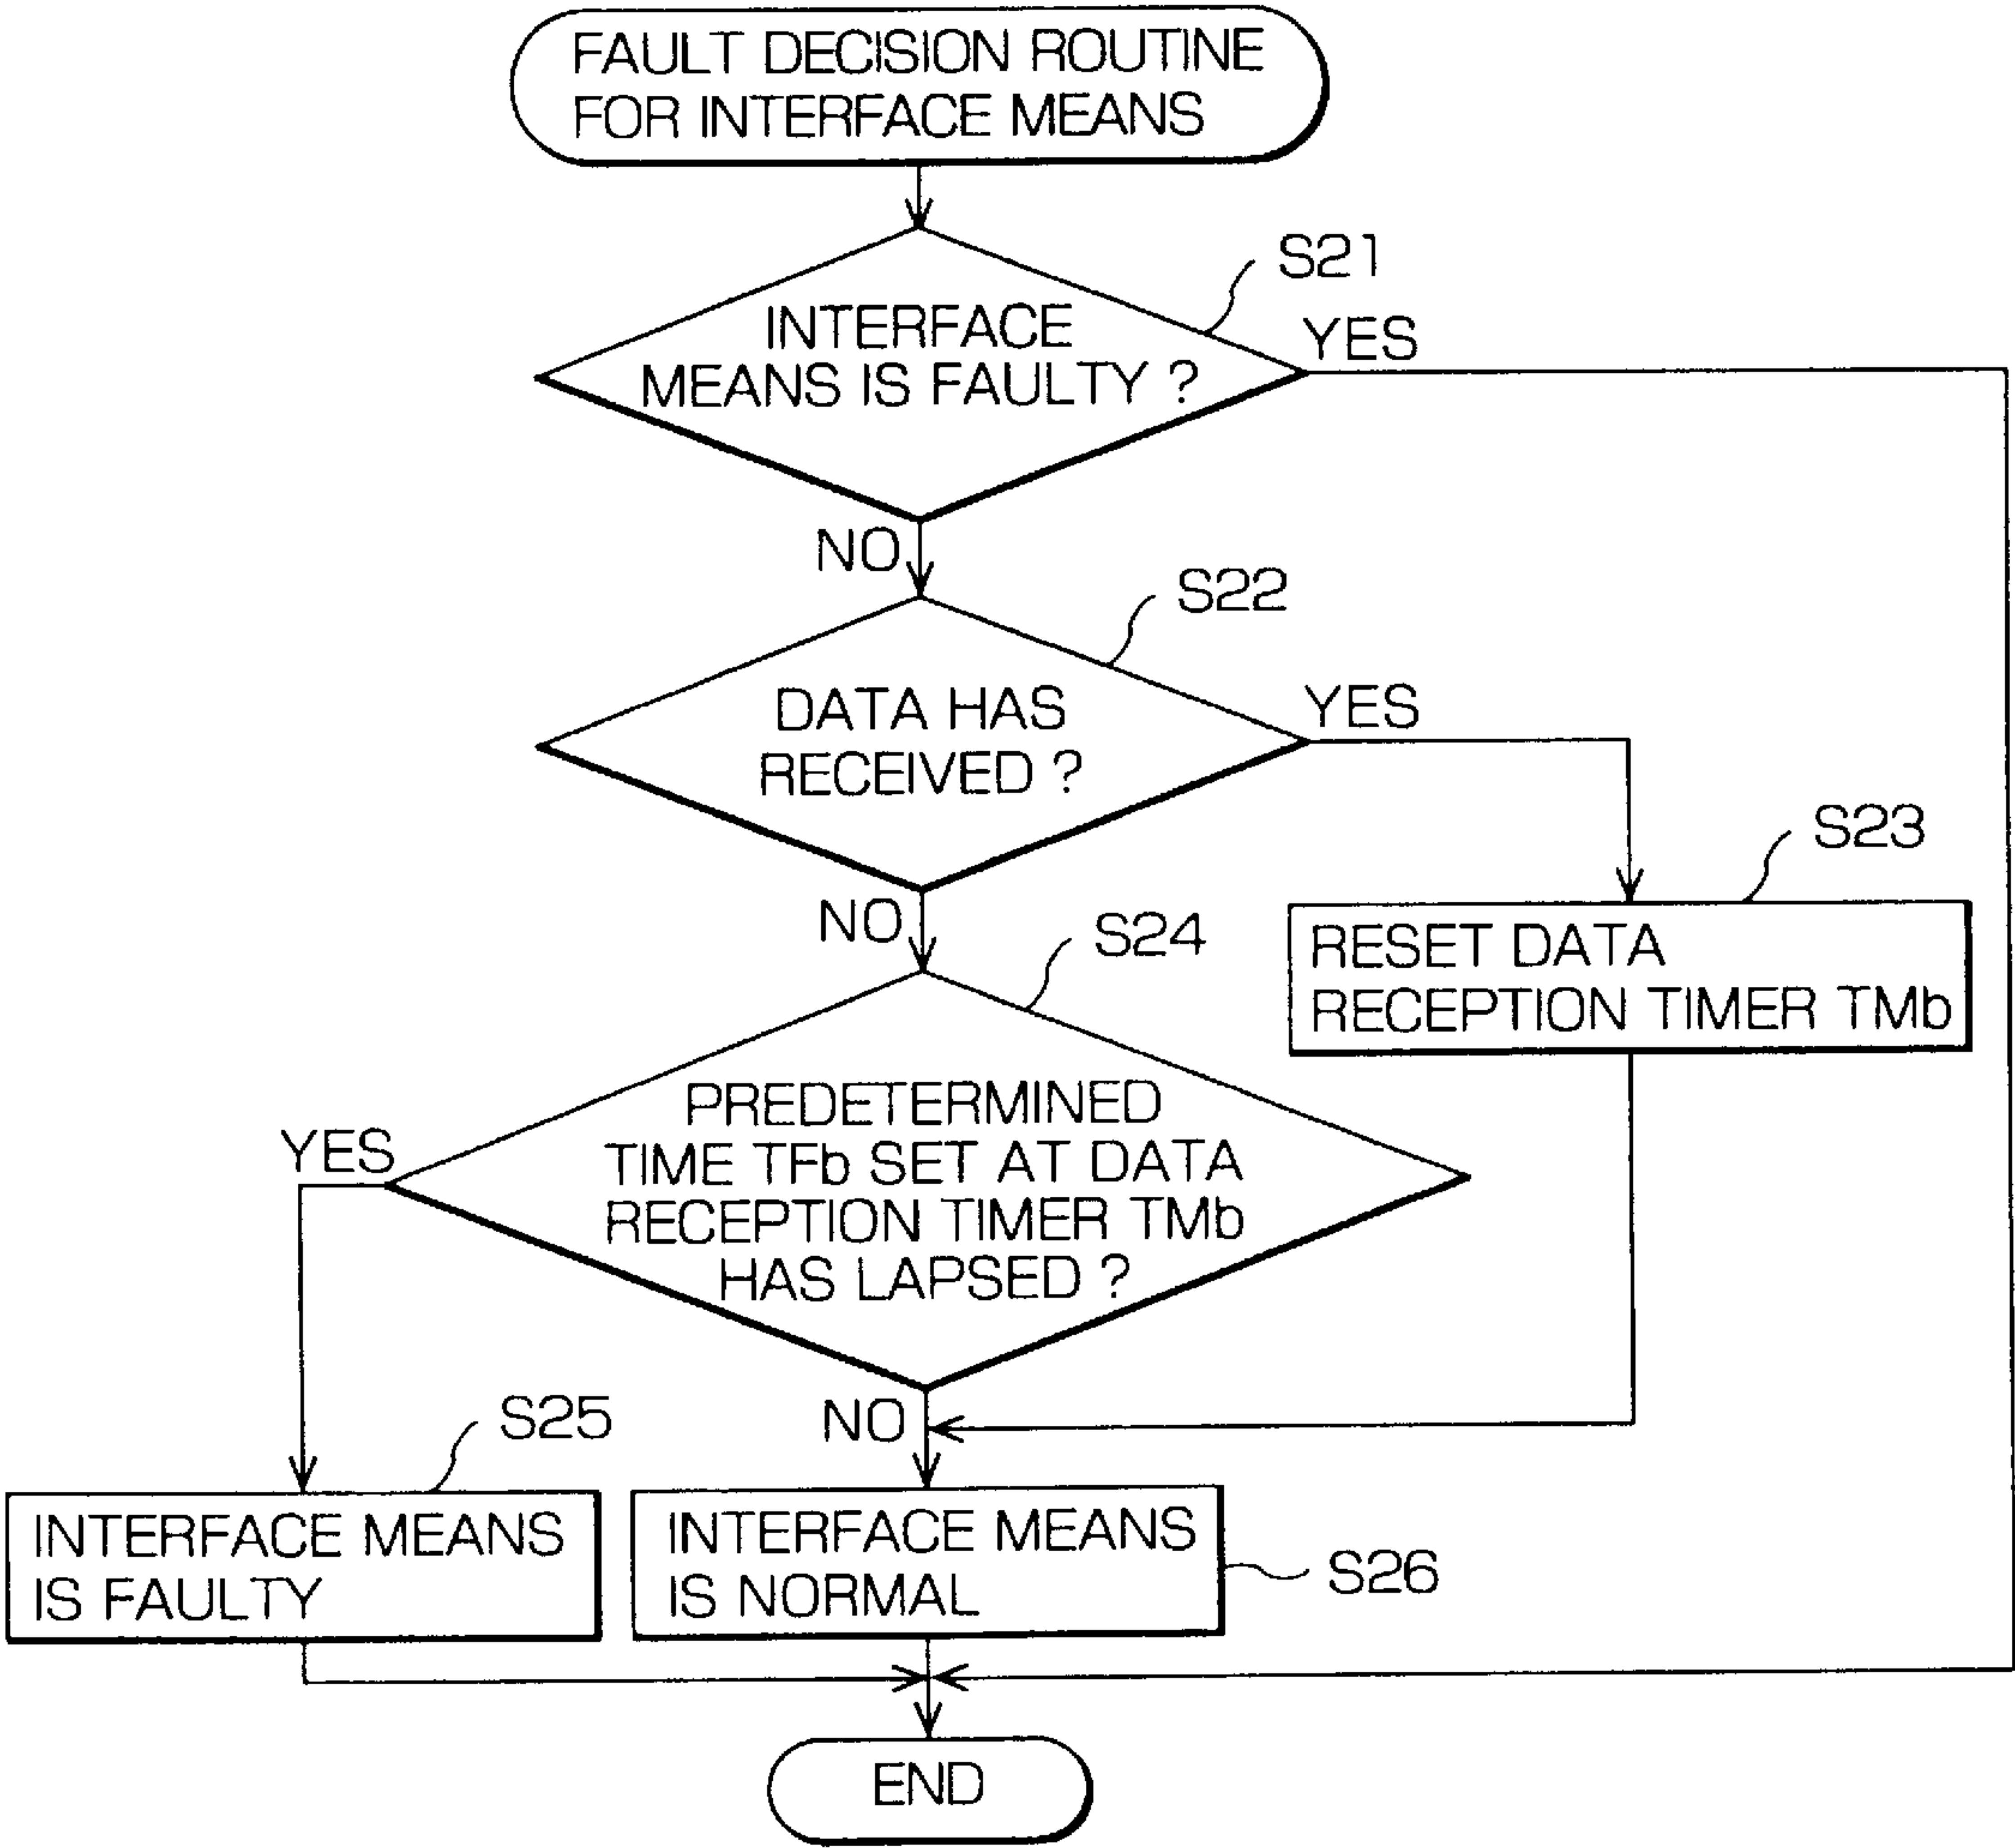 FAULT DECISION ROUTINE
FOR INTERFACE MEANS
S21
INTERFACE
MEANS IS FAULTY ?
YES
NO
S22
DATA HAS
RECEIVED ?
YES
S23
NO
S24
RESET DATA
RECEPTION TIMER TMb
PREDETERMINED
TIME TFb SET AT DATA
RECEPTION TIMER TMb
HAS LAPSED ?
YES
NO
S25
INTERFACE MEANS
IS FAULTY
INTERFACE MEANS
IS NORMAL
S26
END